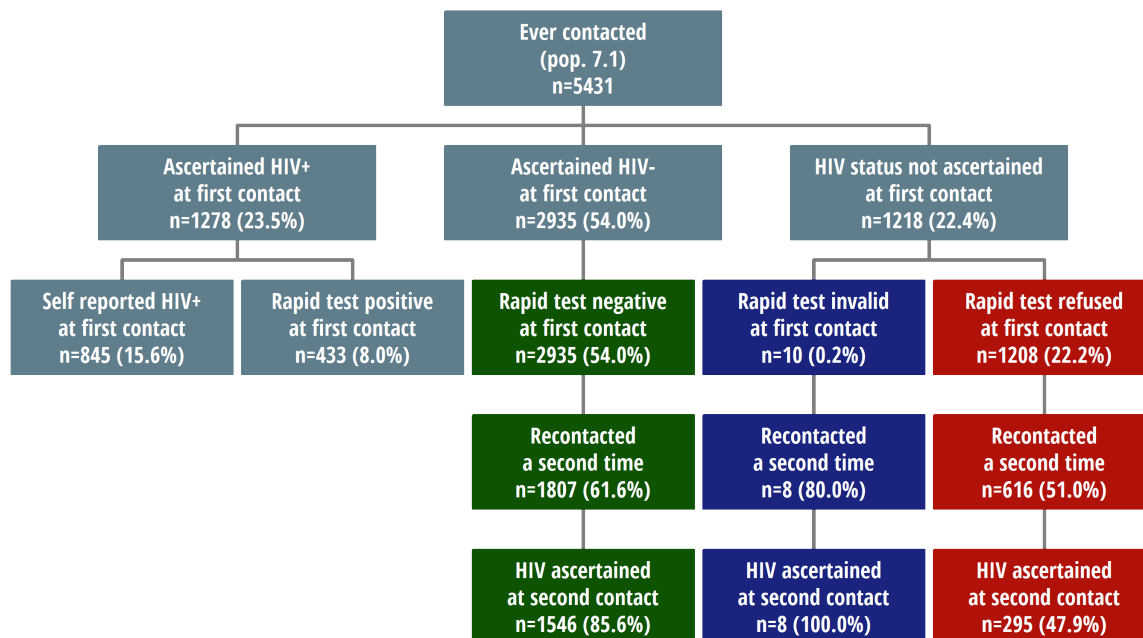 Ever contacted
(pop. 7.1)
n=5431
Ascertained HIV+
at first contact
n=1278 (23.5%)
Ascertained HIV-
at first contact
n=2935 (54.0%)
HIV status not ascertained
at first contact
n=1218 (22.4%)
Self reported HIV+
at first contact
n=845 (15.6%)
Rapid test positive
at first contact
n=433 (8.0%)
Rapid test negative
at first contact
n=2935 (54.0%)
Rapid test invalid
at first contact
n=10 (0.2%)
Rapid test refused
at first contact
n=1208 (22.2%)
Recontacted
a second time
n=1807 (61.6%)
Recontacted
a second time
n=8 (80.0%)
Recontacted
a second time
n=616 (51.0%)
HIV ascertained
at second contact
n=1546 (85.6%)
HIV ascertained
at second contact
n=8 (100.0%)
HIV ascertained
at second contact
n=295 (47.9%)